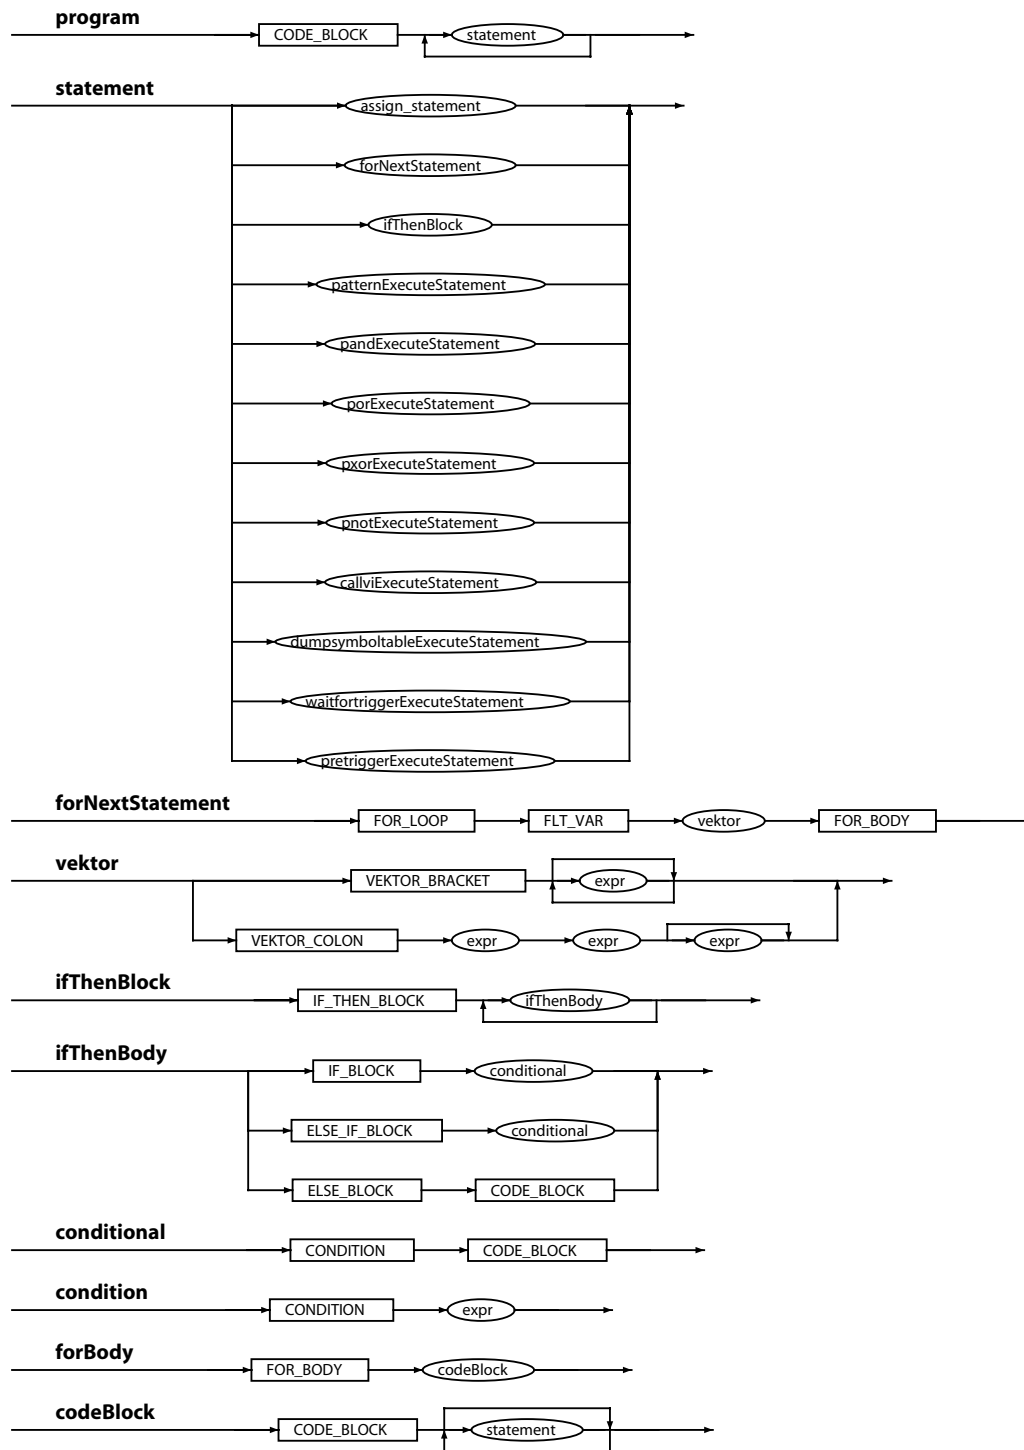 program
CODE_BLOCK statement
statement
assign_statement
forNextStatement
ifThenBlock
patternExecuteStatement
pandExecuteStatement
porExecuteStatement
pxorExecuteStatement
pnotExecuteStatement
callviExecuteStatement
dumpsymboltableExecuteStatement
waitfortriggerExecuteStatement
pretriggerExecuteStatement
forNextStatement
FOR_LOOP FLT_VAR vektor FOR_BODY
vektor
VEKTOR_BRACKET expr
VEKTOR_COLON expr expr expr
ifThenBlock
IF_THEN_BLOCK ifThenBody
ifThenBody
IF_BLOCK conditional
ELSE_IF_BLOCK conditional
ELSE_BLOCK CODE_BLOCK
conditional
CONDITION CODE_BLOCK
condition
CONDITION expr
forBody
FOR_BODY codeBlock
codeBlock
CODE_BLOCK statement